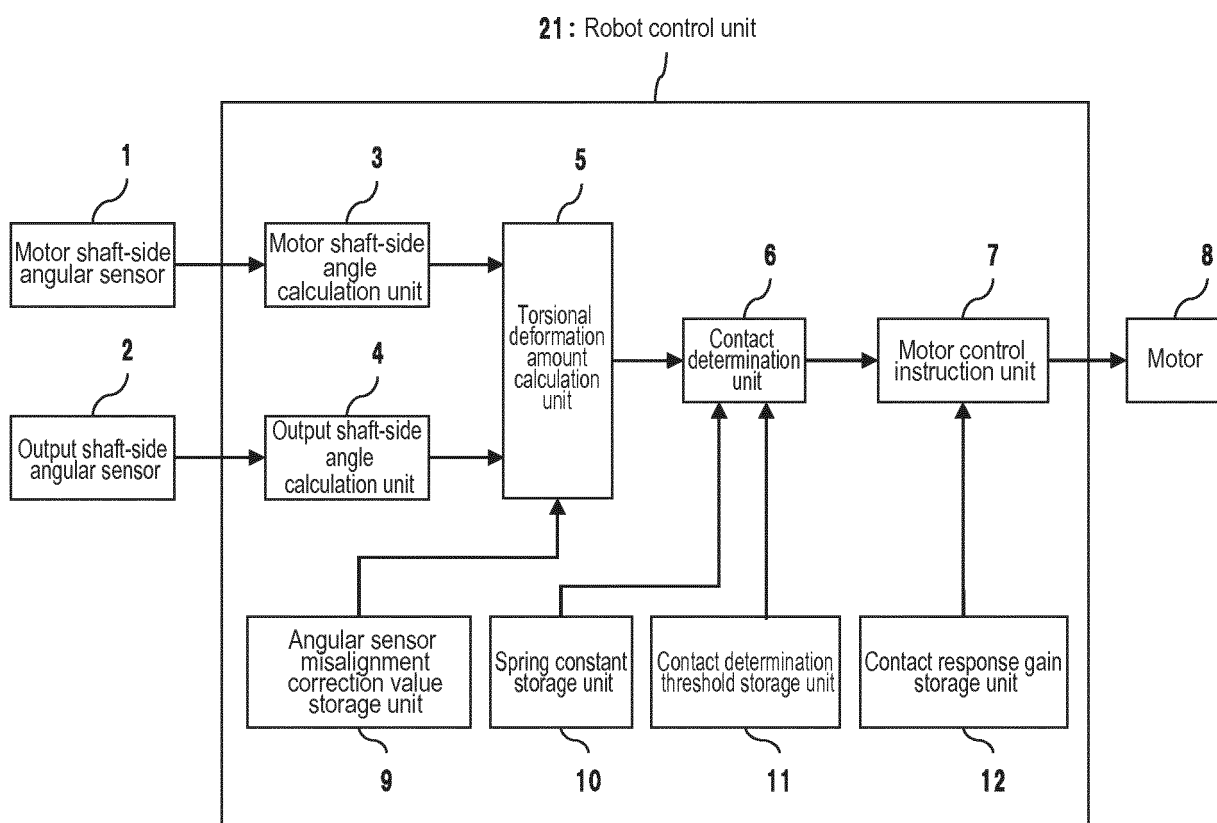 21: Robot control unit
1
3
5
Motor shaft-side
angular sensor
Motor shaft-side
angle
calculation unit
6
7
8
Torsional
deformation
amount
calculation
unit
Contact
determination
unit
Motor control
instruction unit
Motor
2
4
Output shaft-side
angular sensor
Output shaft-side
angle
calculation unit
Angular sensor
misalignment
correction value
storage unit
Spring constant
storage unit
Contact determination
threshold storage unit
Contact response gain
storage unit
9
10
11
12